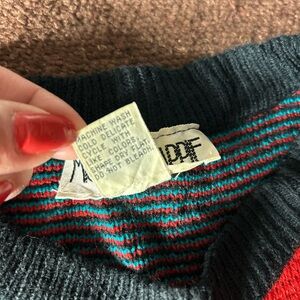 MACHINE WASH
COLD DELICATE
CYCLE WITH
LIKE COLORS.
SHAPE DRY FLAT.
DO NOT BLEACH